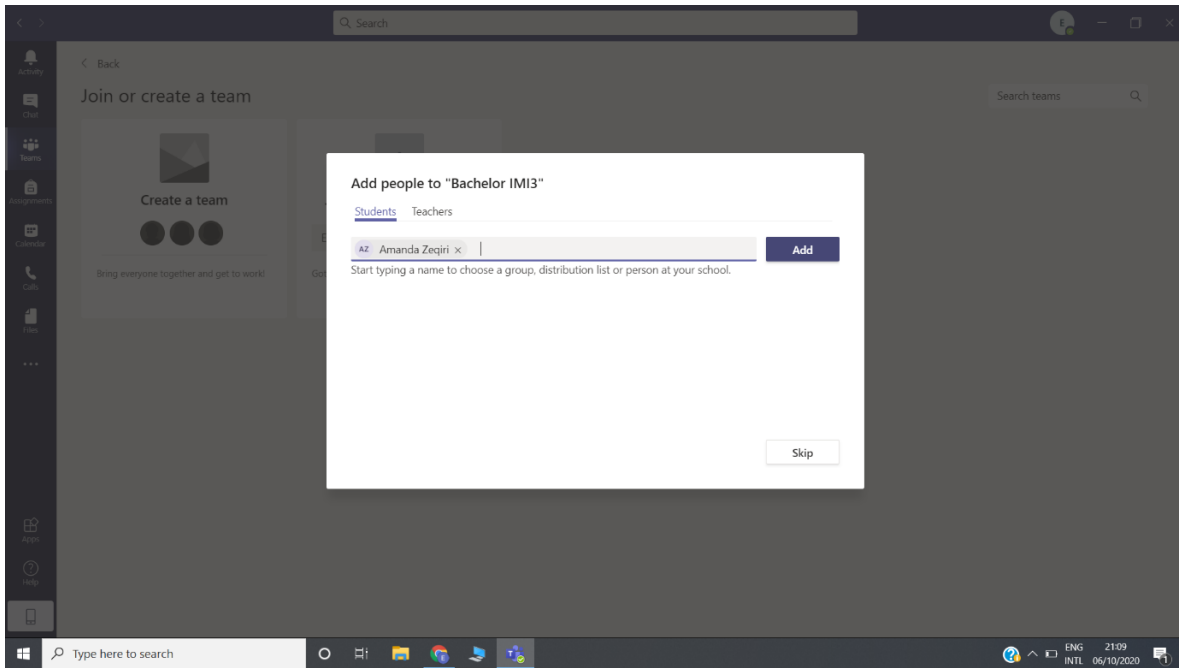 Search
E
Activity
Chat
Teams
Assignments
Calendar
Calls
Files
Apps
Help
Back
Join or create a team
Search teams
Create a team
Bring everyone together and get to work!
Add people to "Bachelor IMI3"
Students Teachers
AZ Amanda Zeqiri ×
Add
Start typing a name to choose a group, distribution list or person at your school.
Skip
Type here to search
ENG
INTL
21:09
06/10/2020
1